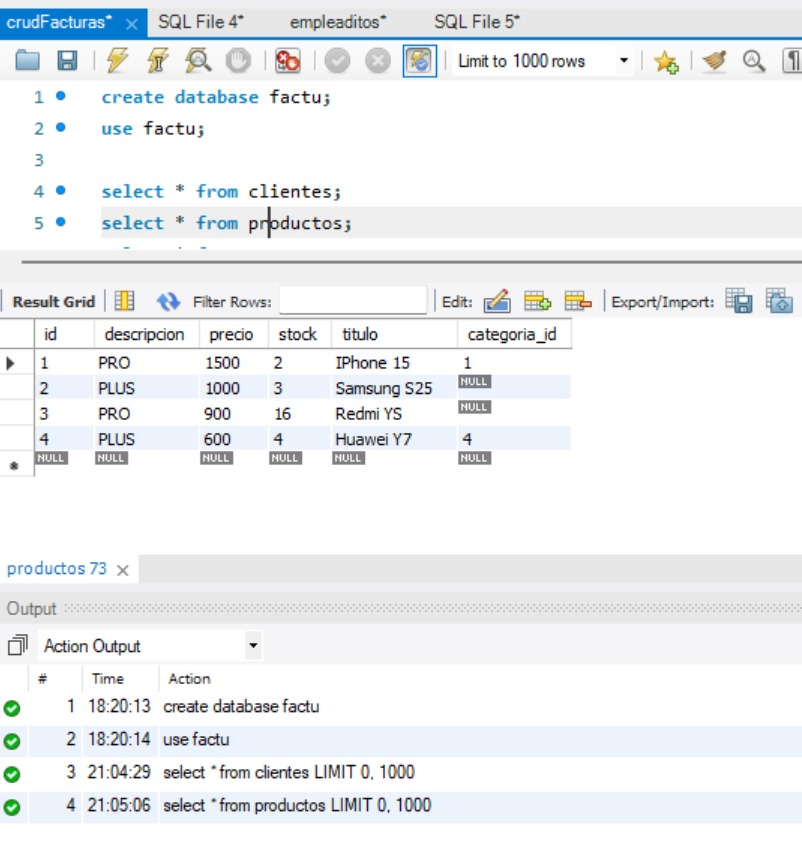 crudFacturas* × SQL File 4* empleaditos* SQL File 5*
Limit to 1000 rows
1 create database factu;
2 use factu;
3
4 select * from clientes;
5 select * from productos;
Result Grid Filter Rows: Edit: Export/Import:
id descripcion precio stock titulo categoria_id
1 PRO 1500 2 IPhone 15 1
2 PLUS 1000 3 Samsung S25 NULL
3 PRO 900 16 Redmi YS NULL
4 PLUS 600 4 Huawei Y7 4
NULL NULL NULL NULL NULL NULL
productos 73 ×
Output
Action Output
# Time Action
1 18:20:13 create database factu
2 18:20:14 use factu
3 21:04:29 select * from clientes LIMIT 0, 1000
4 21:05:06 select * from productos LIMIT 0, 1000